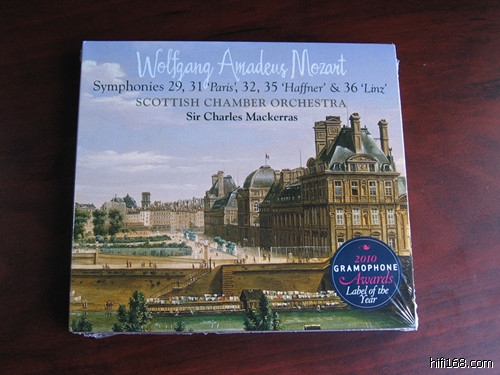 Wolfgang Amadeus Mozart
Symphonies 29, 31 'Paris', 32, 35 'Haffner' & 36 'Linz'
SCOTTISH CHAMBER ORCHESTRA
Sir Charles Mackerras
2010
GRAMOPHONE
Awards
Label of the
Year
hifi168.com